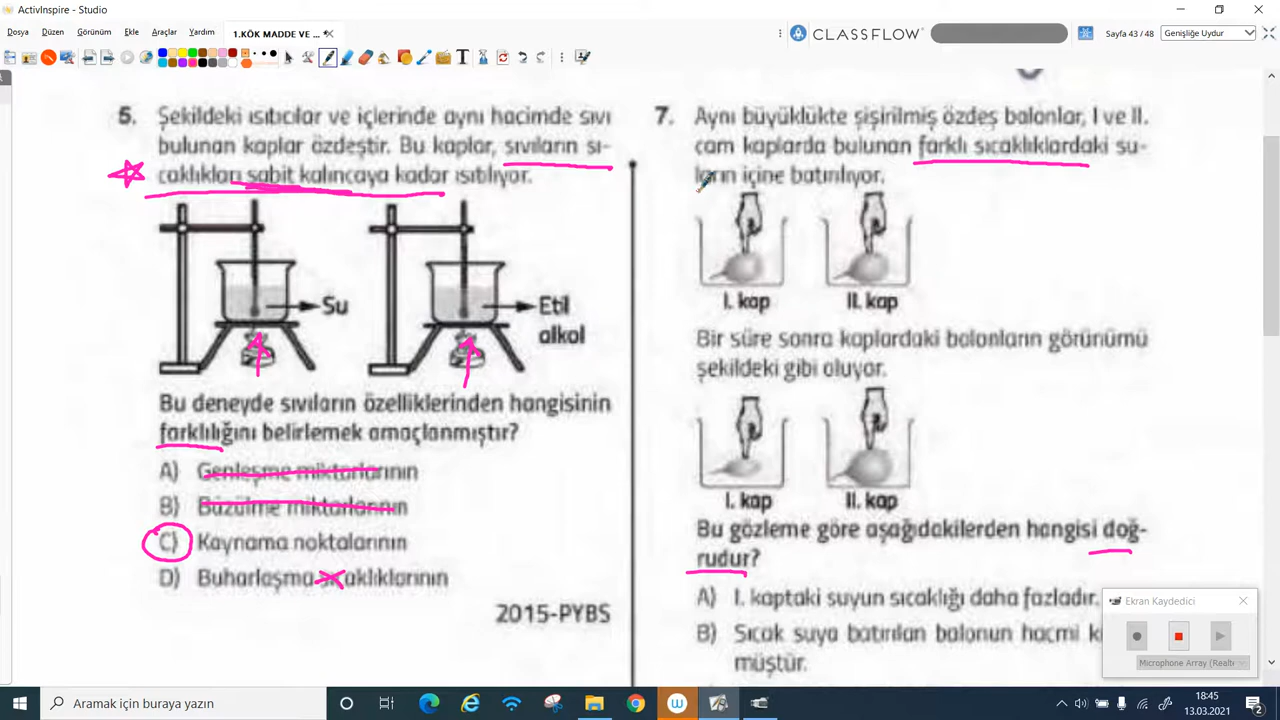 ActivInspire - Studio
Dosya Düzen Görünüm Ekle Araçlar Yardım
1.KÖK MADDE VE ...*
CLASSFLOW
Sayfa 43 / 48
Genişliğe Uydur
5. Şekildeki ısıtıcılar ve içlerinde aynı hacimde sıvı
bulunan kaplar özdeştir. Bu kaplar, sıvıların sı-
caklıkları sabit kalıncaya kadar ısıtılıyor.
Su
Etil
alkol
Bu deneyde sıvıların özelliklerinden hangisinin
farklılığını belirlemek amaçlanmıştır?
A) Genleşme miktarlarının
B) Büzülme miktarlarının
C) Kaynama noktalarının
D) Buharlaşma sıcaklıklarının
2015-PYBS
7. Aynı büyüklükte şişirilmiş özdeş balonlar, I ve II.
cam kaplarda bulunan farklı sıcaklıklardaki su-
ların içine batırılıyor.
I. kap
II. kap
Bir süre sonra kaplardaki balonların görünümü
şekildeki gibi oluyor.
I. kap
II. kap
Bu gözleme göre aşağıdakilerden hangisi doğ-
rudur?
A) I. kaptaki suyun sıcaklığı daha fazladır.
B) Sıcak suya batırılan balonun hacmi k
müştür.
Ekran Kaydedici
Microphone Array (Realte
Aramak için buraya yazın
18:45
13.03.2021
2